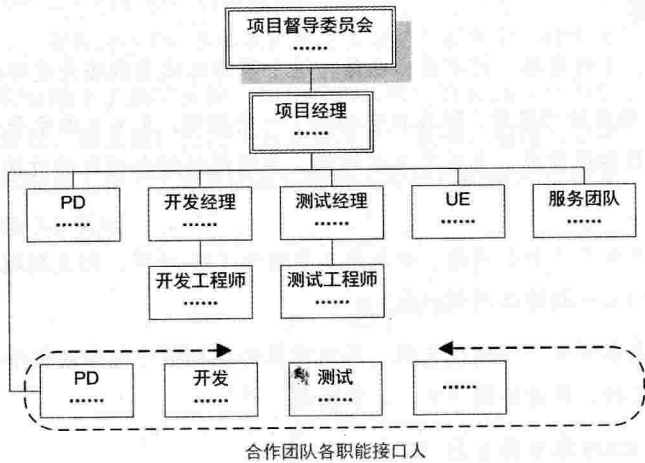 项目督导委员会
……
项目经理
……
PD
……
开发经理
……
测试经理
……
UE
……
服务团队
……
开发工程师
……
测试工程师
……
PD
……
开发
……
测试
……
……
合作团队各职能接口人